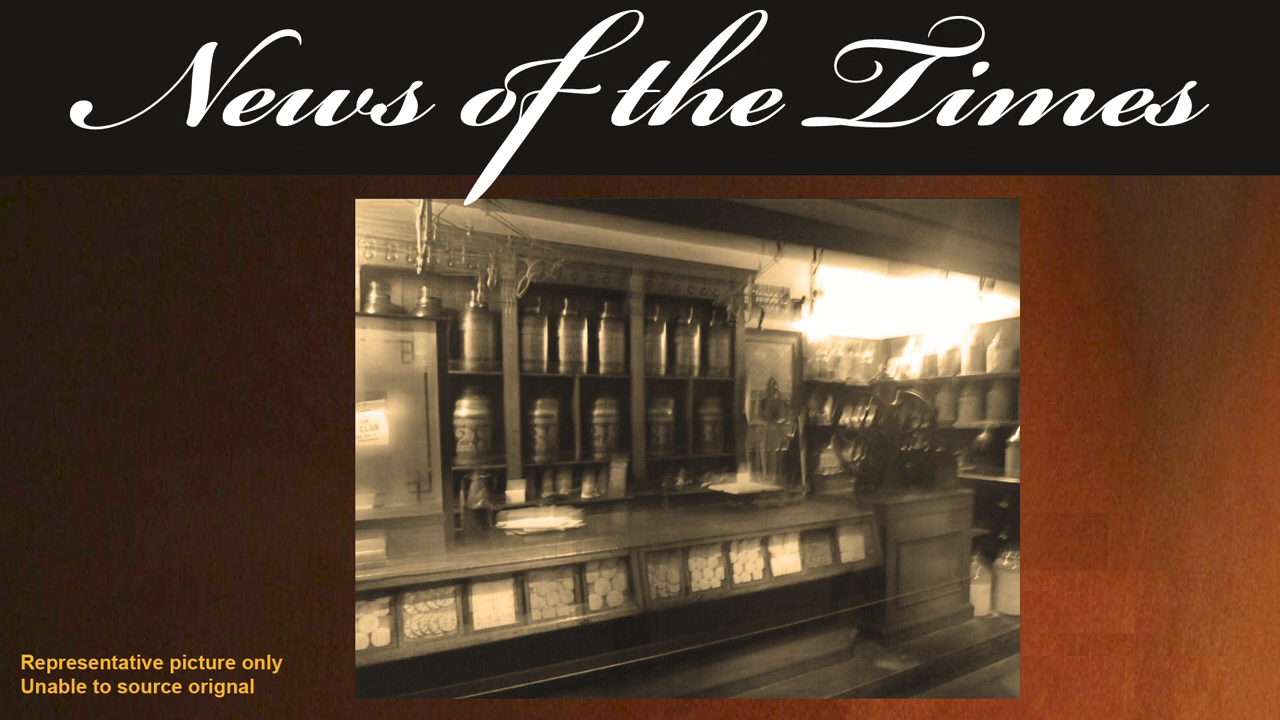 News of the Times
Representative picture only
Unable to source orignal